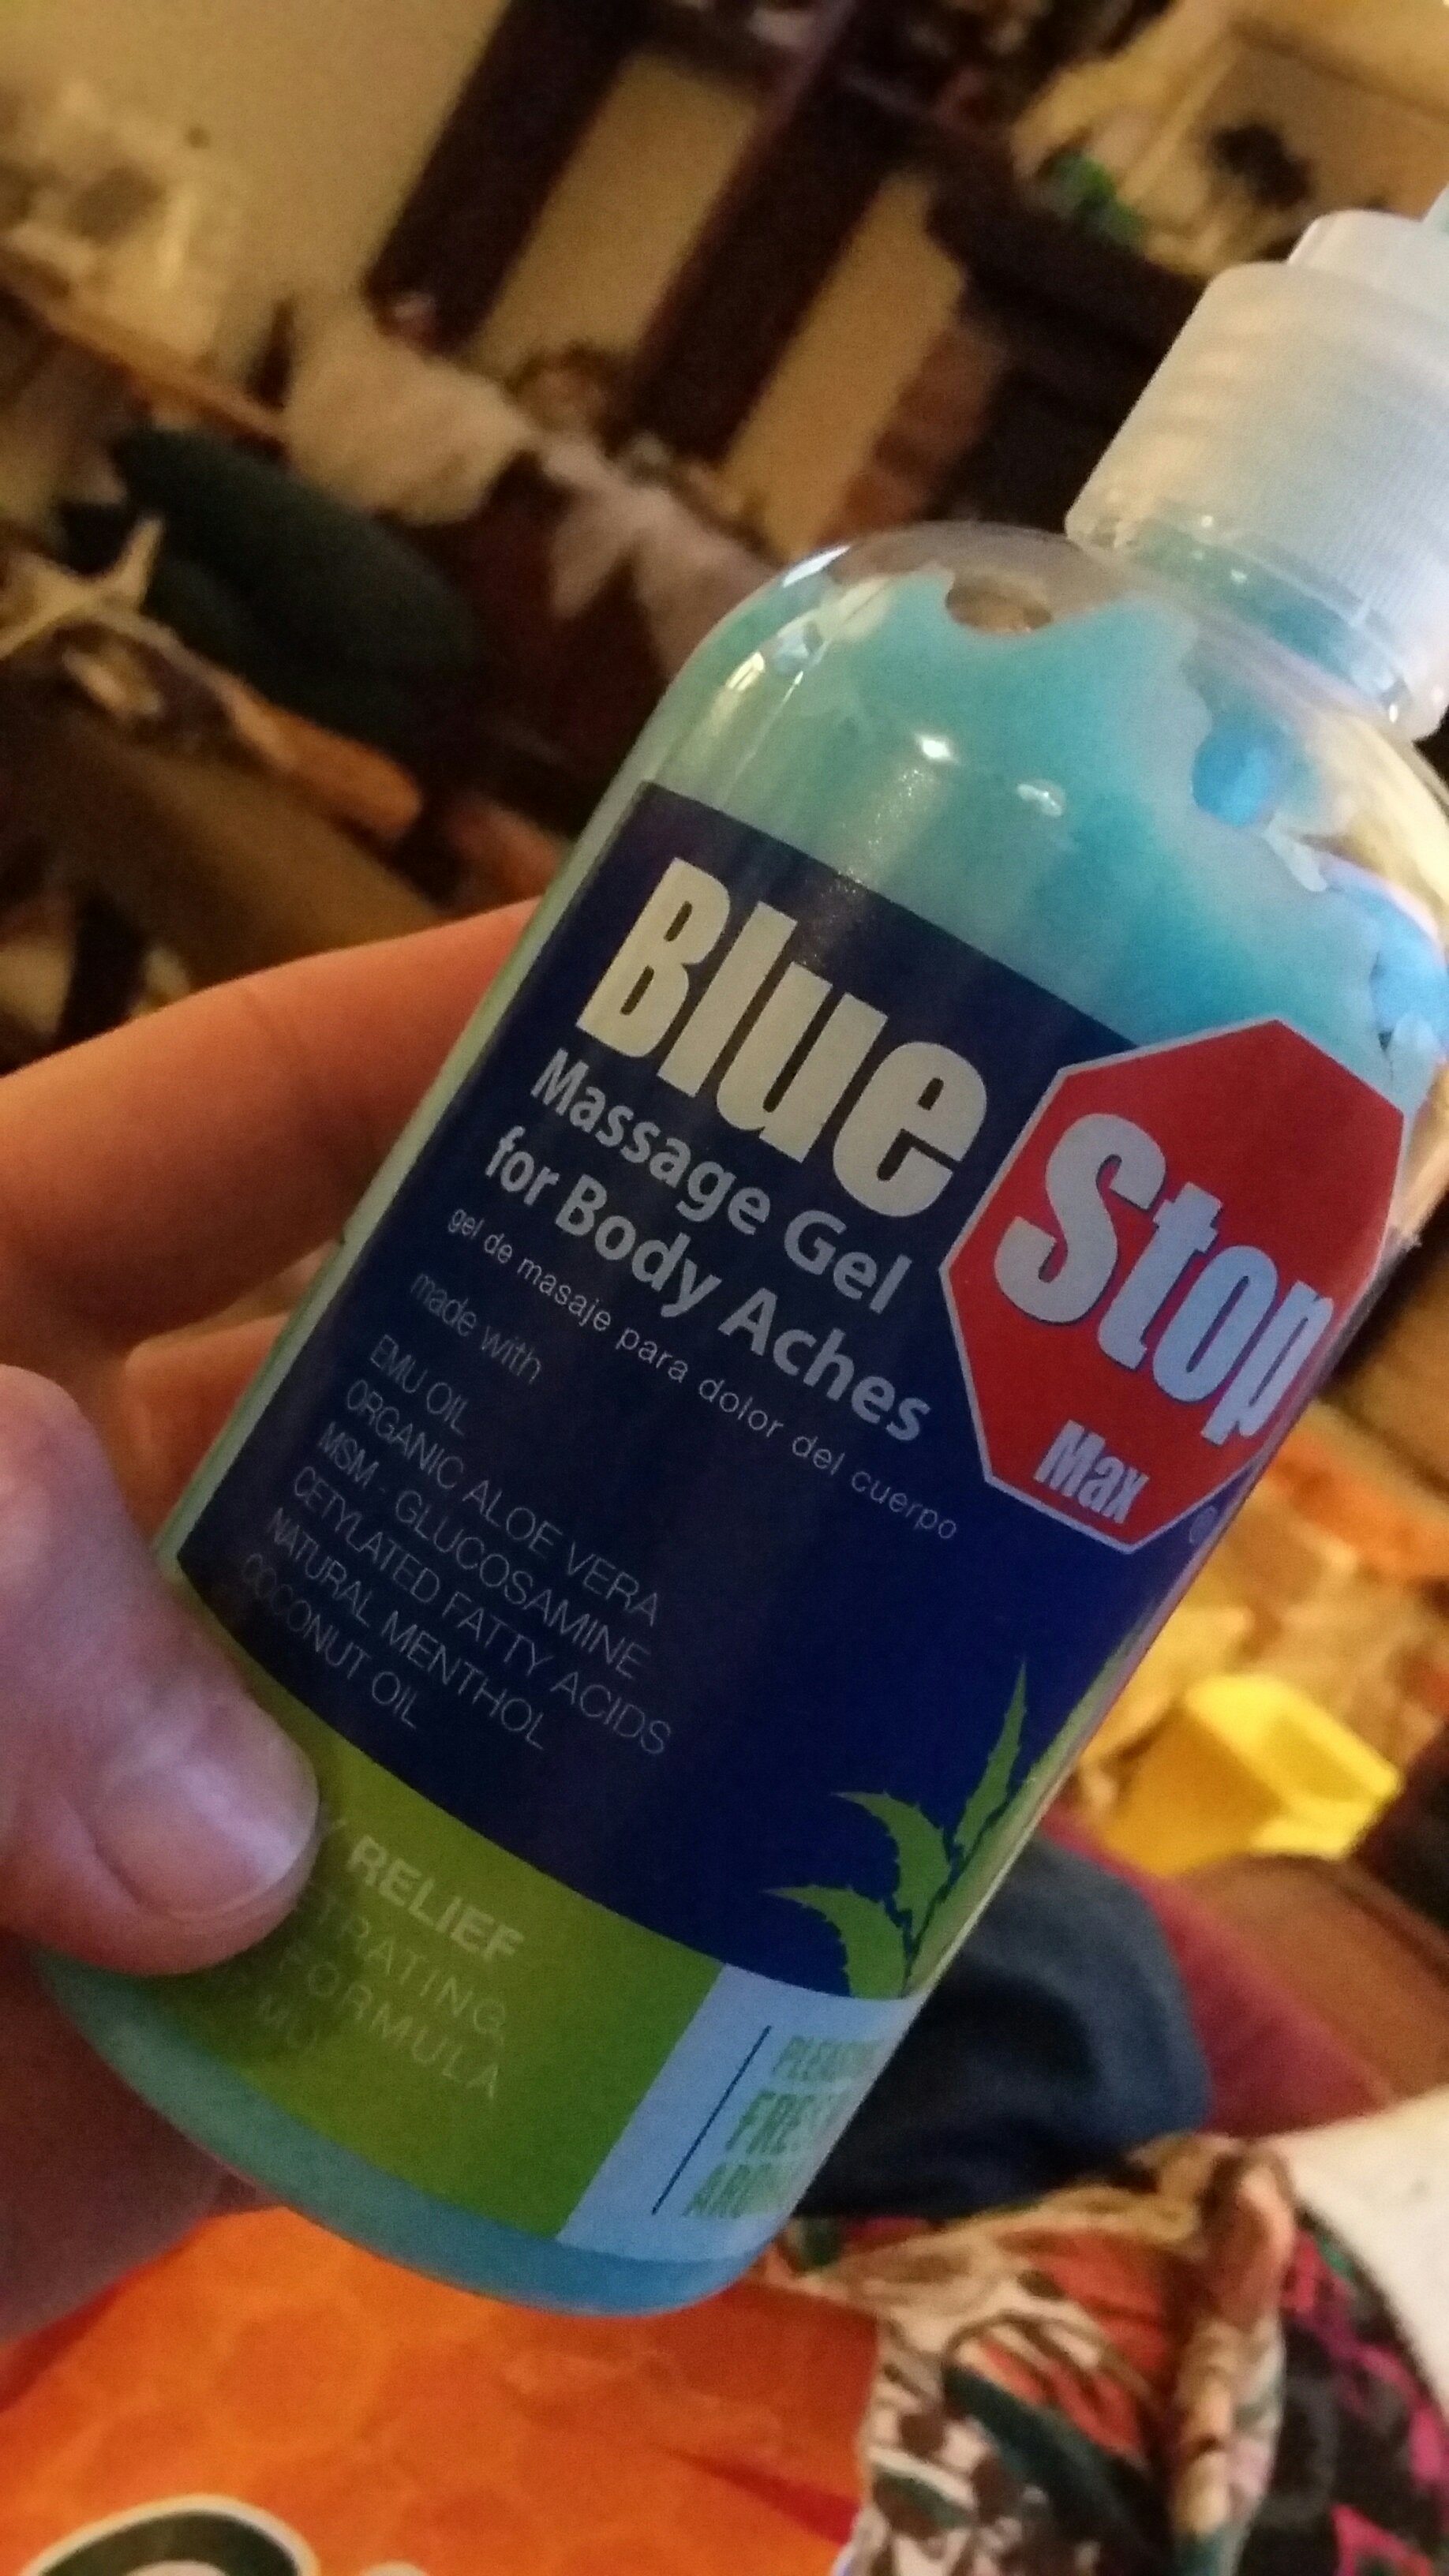 Blue Stop
Max
Massage Gel
for Body Aches
gel de masaje para dolor del cuerpo
made with
EMU OIL
ORGANIC ALOE VERA
MSM - GLUCOSAMINE
CETYLATED FATTY ACIDS
NATURAL MENTHOL
COCONUT OIL
RELIEF
FORMULA